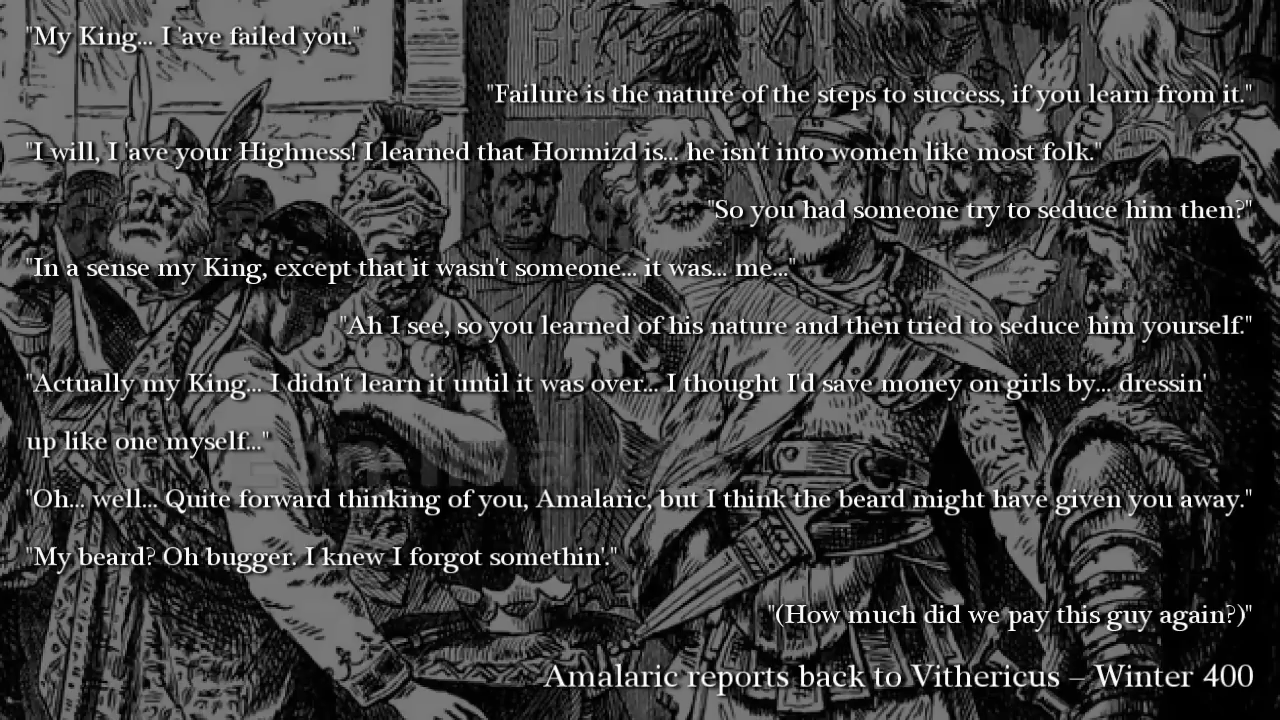 "My King... I 'ave failed you."
"Failure is the nature of the steps to success, if you learn from it."
"I will, I 'ave your Highness! I learned that Hormizd is... he isn't into women like most folk."
"So you had someone try to seduce him then?"
"In a sense my King, except that it wasn't someone... it was... me..."
"Ah I see, so you learned of his nature and then tried to seduce him yourself."
"Actually my King... I didn't learn it until it was over... I thought I'd save money on girls by... dressin'
up like one myself..."
"Oh... well... Quite forward thinking of you, Amalaric, but I think the beard might have given you away."
"My beard? Oh bugger. I knew I forgot somethin'."
"(How much did we pay this guy again?)"
Amalaric reports back to Vithericus – Winter 400